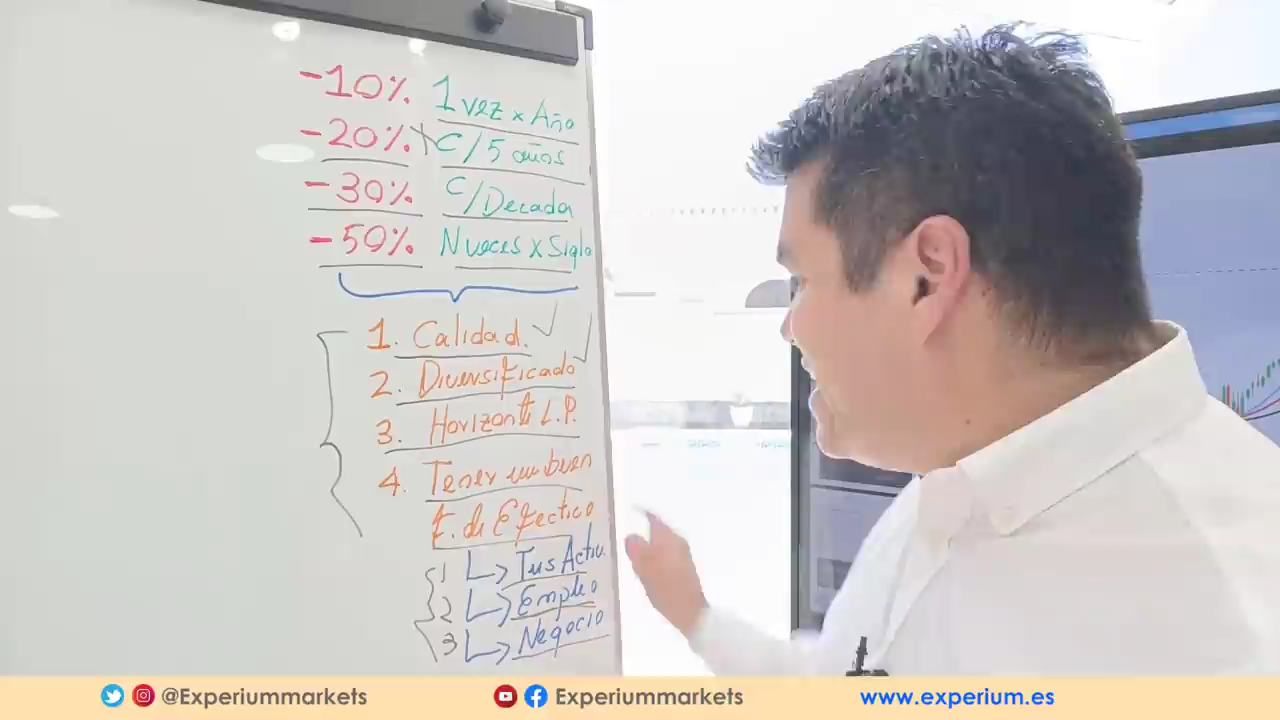 -10% 1 vez x Año
-20% C/5 años
-30% C/Decada
-50% N veces x Siglo
1. Calidad.
2. Diversificado
3. Horizonte L.P.
4. Tener un buen
F. de Efectivo
1 Tus Activ.
2 Empleo
3 Negocio
@Experiummarkets
Experiummarkets
www.experium.es